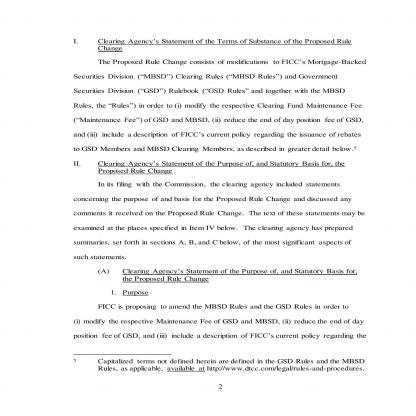 I. Clearing Agency's Statement of the Terms of Substance of the Proposed Rule
Change
The Proposed Rule Change consists of modifications to FICC's Mortgage-Backed
Securities Division ("MBSD") Clearing Rules ("MBSD Rules") and Government
Securities Division ("GSD") Rulebook ("GSD Rules" and together with the MBSD
Rules, the "Rules") in order to (i) modify the respective Clearing Fund Maintenance Fee
("Maintenance Fee") of GSD and MBSD, (ii) reduce the end of day position fee of GSD,
and (iii) include a description of FICC's current policy regarding the issuance of rebates
to GSD Members and MBSD Clearing Members, as described in greater detail below.5
II. Clearing Agency's Statement of the Purpose of, and Statutory Basis for, the
Proposed Rule Change
In its filing with the Commission, the clearing agency included statements
concerning the purpose of and basis for the Proposed Rule Change and discussed any
comments it received on the Proposed Rule Change. The text of these statements may be
examined at the places specified in Item IV below. The clearing agency has prepared
summaries, set forth in sections A, B, and C below, of the most significant aspects of
such statements.
(A) Clearing Agency's Statement of the Purpose of, and Statutory Basis for,
the Proposed Rule Change
1. Purpose
FICC is proposing to amend the MBSD Rules and the GSD Rules in order to
(i) modify the respective Maintenance Fee of GSD and MBSD, (ii) reduce the end of day
position fee of GSD, and (iii) include a description of FICC's current policy regarding the
5 Capitalized terms not defined herein are defined in the GSD Rules and the MBSD
Rules, as applicable, available at http://www.dtcc.com/legal/rules-and-procedures.
2